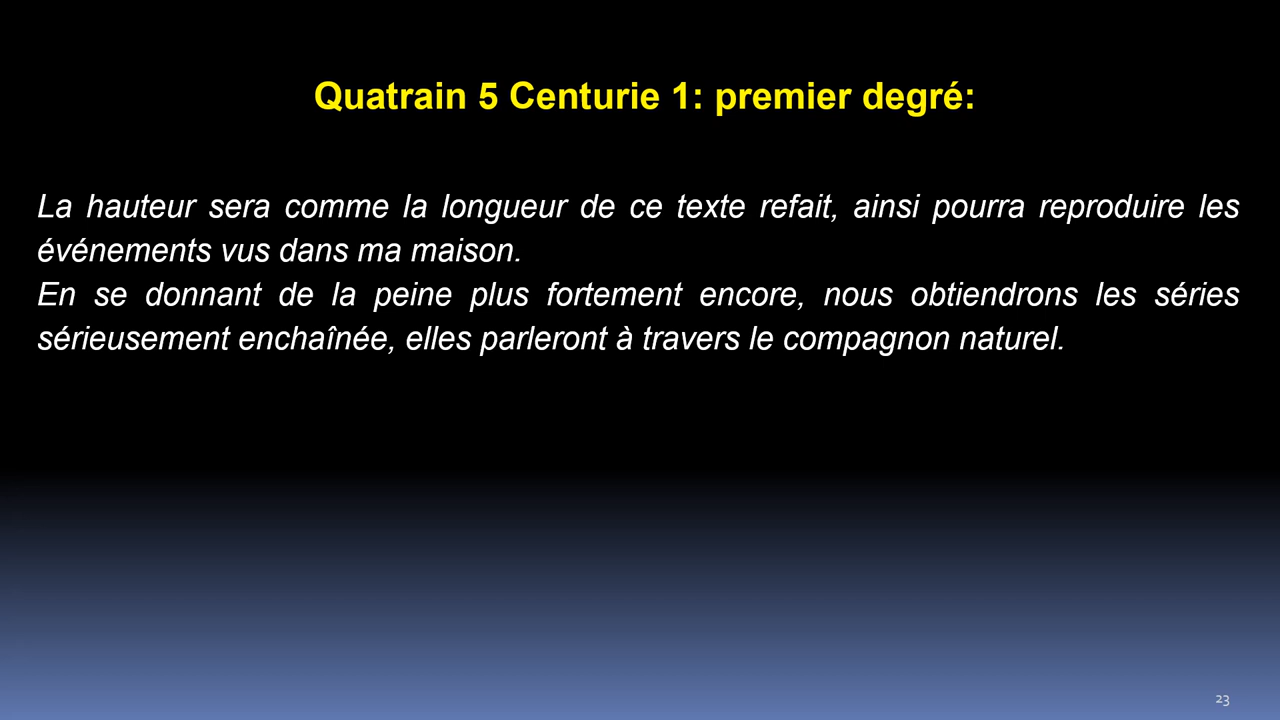 Quatrain 5 Centurie 1: premier degré:
La hauteur sera comme la longueur de ce texte refait, ainsi pourra reproduire les
événements vus dans ma maison.
En se donnant de la peine plus fortement encore, nous obtiendrons les séries
sérieusement enchaînée, elles parleront à travers le compagnon naturel.
23